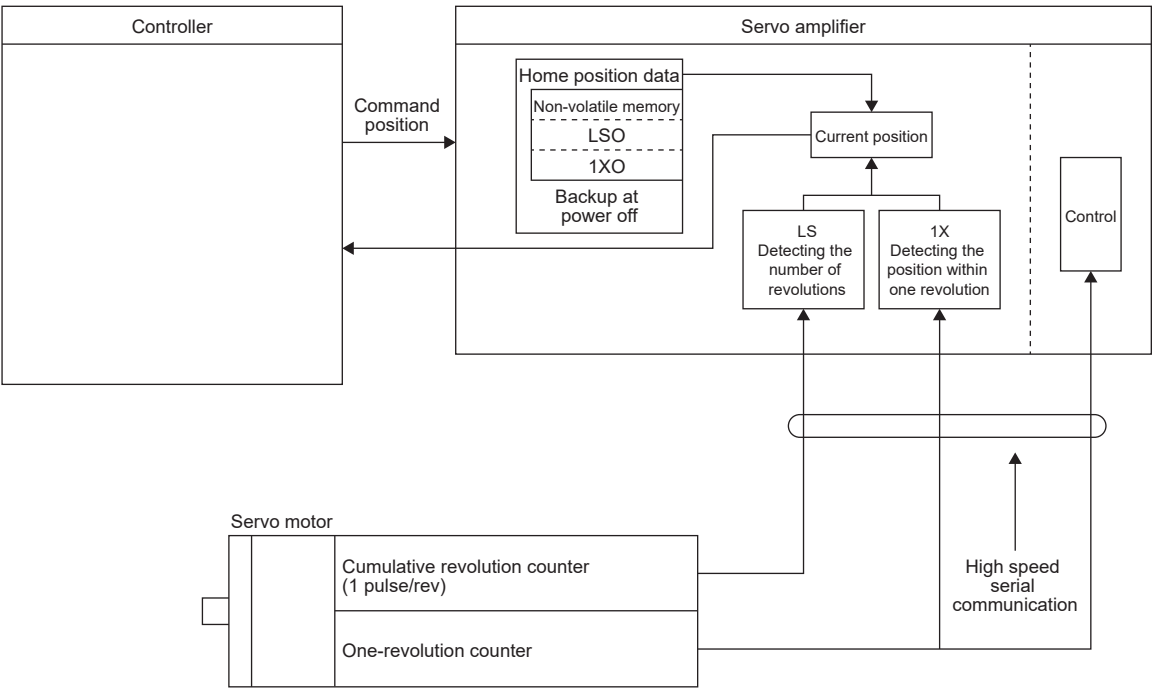 Controller
Servo amplifier
Command
position
Home position data
Non-volatile memory
LSO
1XO
Backup at
power off
Current position
LS
Detecting the
number of
revolutions
1X
Detecting the
position within
one revolution
Control
Servo motor
Cumulative revolution counter
(1 pulse/rev)
One-revolution counter
High speed
serial
communication